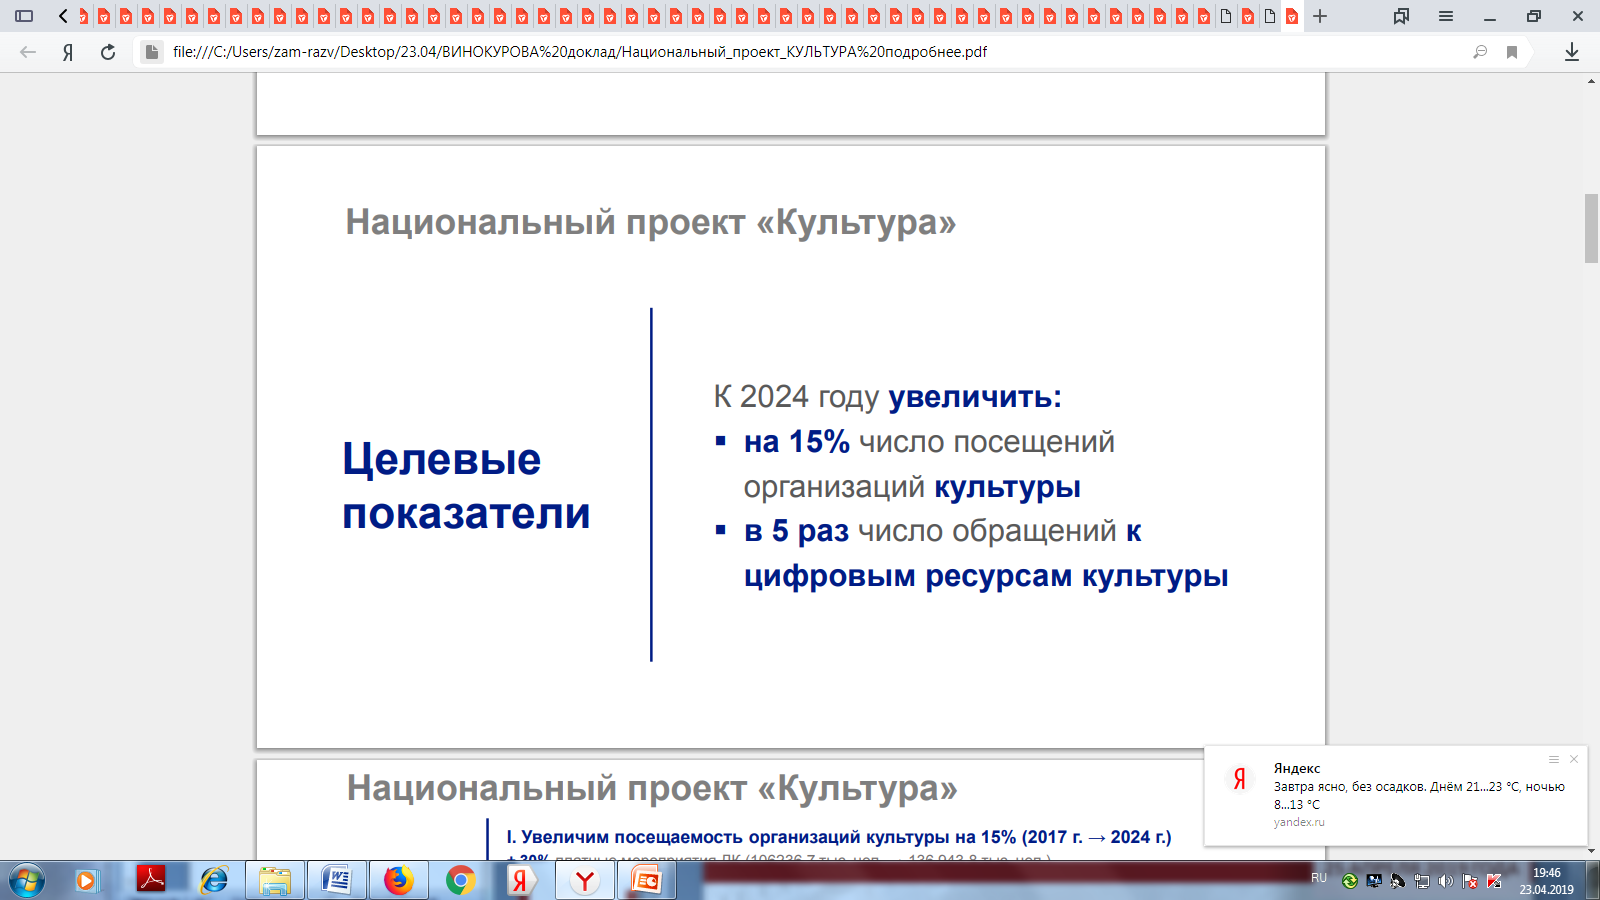 file:///C:/Users/zam-razv/Desktop/23.04/ВИНОКУРОВА%20доклад/Национальный_проект_КУЛЬТУРА%20подробнее.pdf
Национальный проект «Культура»
Целевые
показатели
К 2024 году увеличить:
▪ на 15% число посещений
организаций культуры
▪ в 5 раз число обращений к
цифровым ресурсам культуры
Национальный проект «Культура»
I. Увеличим посещаемость организаций культуры на 15% (2017 г. → 2024 г.)
Яндекс
Завтра ясно, без осадков. Днём 21...23 °C, ночью
8...13 °C
yandex.ru
RU
19:46
23.04.2019